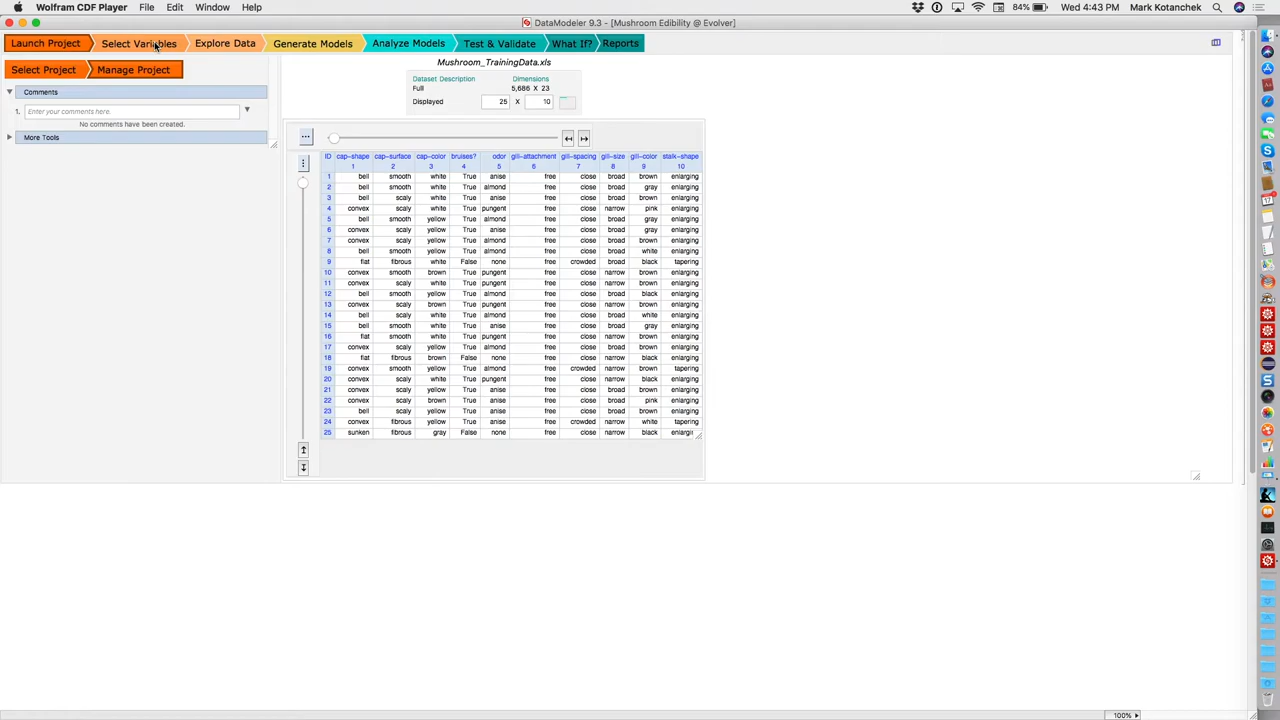 Wolfram CDF Player File Edit Window Help 84% Wed 4:43 PM Mark Kotanchek
DataModeler 9.3 - [Mushroom Edibility @ Evolver]
Launch Project Select Variables Explore Data Generate Models Analyze Models Test & Validate What If? Reports
Select Project Manage Project
Comments
1. Enter your comments here.
No comments have been created.
More Tools
Mushroom_TrainingData.xls
Dataset Description Dimensions
Full 5,686 X 23
Displayed 25 X 10
ID cap-shape cap-surface cap-color bruises? odor gill-attachment gill-spacing gill-size gill-color stalk-shape
1 2 3 4 5 6 7 8 9 10
1 bell smooth white True anise free close broad brown enlarging
2 bell smooth white True almond free close broad gray enlarging
3 bell scaly white True anise free close broad brown enlarging
4 convex scaly white True pungent free close narrow pink enlarging
5 bell smooth yellow True almond free close broad gray enlarging
6 convex scaly yellow True anise free close broad gray enlarging
7 convex scaly yellow True almond free close broad brown enlarging
8 bell smooth yellow True almond free close broad white enlarging
9 flat fibrous white False none free crowded broad black tapering
10 convex smooth brown True pungent free close narrow brown enlarging
11 convex scaly white True pungent free close narrow brown enlarging
12 bell smooth yellow True almond free close broad black enlarging
13 convex scaly brown True pungent free close narrow brown enlarging
14 bell scaly white True almond free close broad white enlarging
15 bell smooth white True anise free close broad gray enlarging
16 flat smooth white True pungent free close narrow brown enlarging
17 convex scaly yellow True almond free close broad brown enlarging
18 flat fibrous brown False none free close narrow black enlarging
19 convex smooth yellow True almond free crowded narrow brown tapering
20 convex scaly white True pungent free close narrow black enlarging
21 convex scaly yellow True anise free close broad brown enlarging
22 convex scaly brown True anise free close broad pink enlarging
23 bell scaly yellow True anise free close broad brown enlarging
24 convex fibrous yellow True anise free crowded narrow white tapering
25 sunken fibrous gray False none free close narrow black enlargi
100%